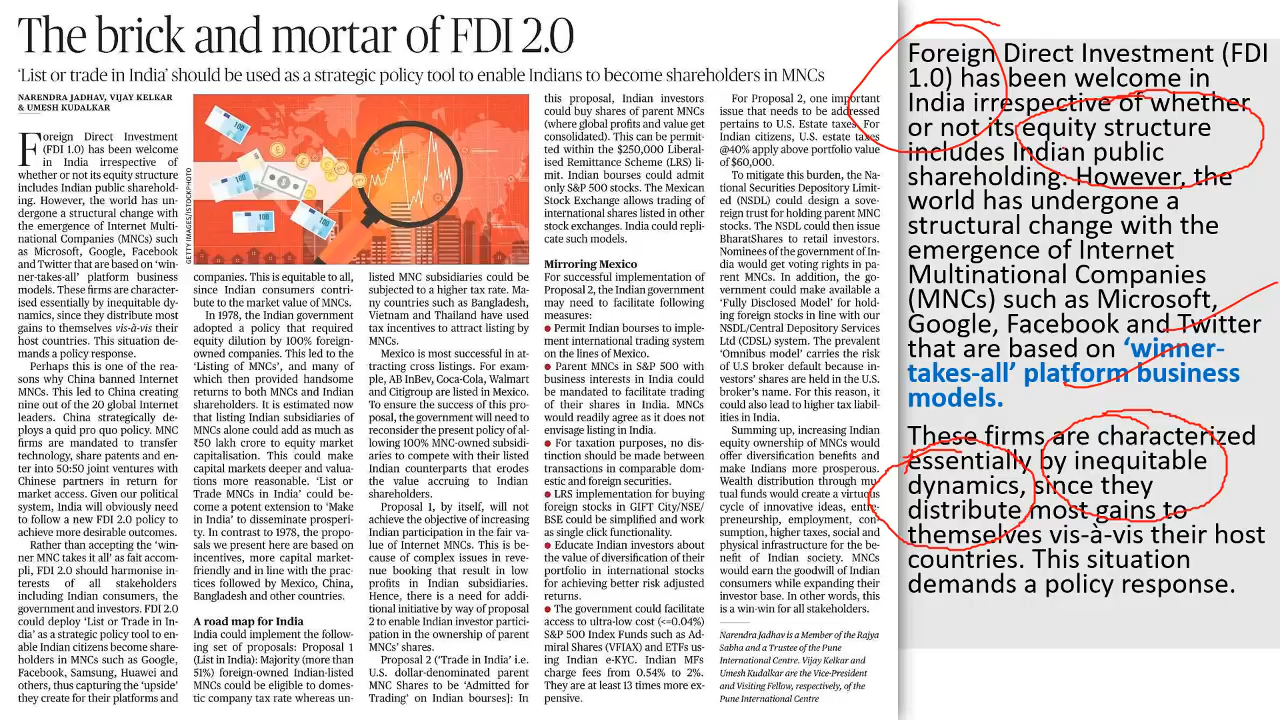 The brick and mortar of FDI 2.0
‘List or trade in India’ should be used as a strategic policy tool to enable Indians to become shareholders in MNCs
NARENDRA JADHAV, VIJAY KELKAR
& UMESH KUDALKAR
Foreign Direct Investment
(FDI 1.0) has been welcome
in India irrespective of
whether or not its equity structure
includes Indian public sharehold-
ing. However, the world has un-
dergone a structural change with
the emergence of Internet Multi-
national Companies (MNCs) such
as Microsoft, Google, Facebook
and Twitter that are based on ‘win-
ner-takes-all’ platform business
models. These firms are character-
ised essentially by inequitable dy-
namics, since they distribute most
gains to themselves vis-à-vis their
host countries. This situation de-
mands a policy response.
Perhaps this is one of the rea-
sons why China banned Internet
MNCs. This led to China creating
nine out of the 20 global Internet
leaders. China strategically de-
ploys a quid pro quo policy. MNC
firms are mandated to transfer
technology, share patents and en-
ter into 50:50 joint ventures with
Chinese partners in return for
market access. Given our political
system, India will obviously need
to follow a new FDI 2.0 policy to
achieve more desirable outcomes.
Rather than accepting the ‘win-
ner MNC takes it all’ as fait accom-
pli, FDI 2.0 should harmonise in-
terests of all stakeholders
including Indian consumers, the
government and investors. FDI 2.0
could deploy ‘List or Trade in In-
dia’ as a strategic policy tool to en-
able Indian citizens become share-
holders in MNCs such as Google,
Facebook, Samsung, Huawei and
others, thus capturing the ‘upside’
they create for their platforms and
GETTY IMAGES/ISTOCKPHOTO
companies. This is equitable to all,
since Indian consumers contri-
bute to the market value of MNCs.
In 1978, the Indian government
adopted a policy that required
equity dilution by 100% foreign-
owned companies. This led to the
‘Listing of MNCs’, and many of
which then provided handsome
returns to both MNCs and Indian
shareholders. It is estimated now
that listing Indian subsidiaries of
MNCs alone could add as much as
₹50 lakh crore to equity market
capitalisation. This could make
capital markets deeper and valua-
tions more reasonable. ‘List or
Trade MNCs in India’ could be-
come a potent extension to ‘Make
in India’ to disseminate prosperi-
ty. In contrast to 1978, the propo-
sals we present here are based on
incentives, more capital market-
friendly and in line with the prac-
tices followed by Mexico, China,
Bangladesh and other countries.
A road map for India
India could implement the follow-
ing set of proposals: Proposal 1
(List in India): Majority (more than
51%) foreign-owned Indian-listed
MNCs could be eligible to domes-
tic company tax rate whereas un-
listed MNC subsidiaries could be
subjected to a higher tax rate. Ma-
ny countries such as Bangladesh,
Vietnam and Thailand have used
tax incentives to attract listing by
MNCs.
Mexico is most successful in at-
tracting cross listings. For exam-
ple, AB InBev, Coca-Cola, Walmart
and Citigroup are listed in Mexico.
To ensure the success of this pro-
posal, the government will need to
reconsider the present policy of al-
lowing 100% MNC-owned subsidi-
aries to compete with their listed
Indian counterparts that erodes
the value accruing to Indian
shareholders.
Proposal 1, by itself, will not
achieve the objective of increasing
Indian participation in the fair va-
lue of Internet MNCs. This is be-
cause of complex issues in reve-
nue booking that result in low
profits in Indian subsidiaries.
Hence, there is a need for addi-
tional initiative by way of proposal
2 to enable Indian investor partici-
pation in the ownership of parent
MNCs’ shares.
Proposal 2 (‘Trade in India’ i.e.
U.S. dollar-denominated parent
MNC Shares to be ‘Admitted for
Trading’ on Indian bourses]: In
this proposal, Indian investors
could buy shares of parent MNCs
(where global profits and value get
consolidated). This can be permit-
ted within the $250,000 Liberal-
ised Remittance Scheme (LRS) li-
mit. Indian bourses could admit
only S&P 500 stocks. The Mexican
Stock Exchange allows trading of
international shares listed in other
stock exchanges. India could repli-
cate such models.
Mirroring Mexico
For successful implementation of
Proposal 2, the Indian government
may need to facilitate following
measures:
● Permit Indian bourses to imple-
ment international trading system
on the lines of Mexico.
● Parent MNCs in S&P 500 with
business interests in India could
be mandated to facilitate trading
of their shares in India. MNCs
would readily agree as it does not
envisage listing in India.
● For taxation purposes, no dis-
tinction should be made between
transactions in comparable dom-
estic and foreign securities.
● LRS implementation for buying
foreign stocks in GIFT City/NSE/
BSE could be simplified and work
as single click functionality.
● Educate Indian investors about
the value of diversification of their
portfolio in international stocks
for achieving better risk adjusted
returns.
● The government could facilitate
access to ultra-low cost (<=0.04%)
S&P 500 Index Funds such as Ad-
miral Shares (VFIAX) and ETFs us-
ing Indian e-KYC. Indian MFs
charge fees from 0.54% to 2%.
They are at least 13 times more ex-
pensive.
For Proposal 2, one important
issue that needs to be addressed
pertains to U.S. Estate taxes. For
Indian citizens, U.S. estate taxes
@40% apply above portfolio value
of $60,000.
To mitigate this burden, the Na-
tional Securities Depository Limit-
ed (NSDL) could design a sove-
reign trust for holding parent MNC
stocks. The NSDL could then issue
BharatShares to retail investors.
Nominees of the government of In-
dia would get voting rights in pa-
rent MNCs. In addition, the go-
vernment could make available a
‘Fully Disclosed Model’ for hold-
ing foreign stocks in line with our
NSDL/Central Depository Services
Ltd (CDSL) system. The prevalent
‘Omnibus model’ carries the risk
of U.S broker default because in-
vestors’ shares are held in the U.S.
broker’s name. For this reason, it
could also lead to higher tax liabil-
ities in India.
Summing up, increasing Indian
equity ownership of MNCs would
offer diversification benefits and
make Indians more prosperous.
Wealth distribution through mu-
tual funds would create a virtuous
cycle of innovative ideas, entre-
preneurship, employment, con-
sumption, higher taxes, social and
physical infrastructure for the be-
nefit of Indian society. MNCs
would earn the goodwill of Indian
consumers while expanding their
investor base. In other words, this
is a win-win for all stakeholders.
Narendra Jadhav is a Member of the Rajya
Sabha and a Trustee of the Pune
International Centre. Vijay Kelkar and
Umesh Kudalkar are the Vice-President
and Visiting Fellow, respectively, of the
Pune International Centre
Foreign Direct Investment (FDI
1.0) has been welcome in
India irrespective of whether
or not its equity structure
includes Indian public
shareholding. However, the
world has undergone a
structural change with the
emergence of Internet
Multinational Companies
(MNCs) such as Microsoft,
Google, Facebook and Twitter
that are based on ‘winner-
takes-all’ platform business
models.
These firms are characterized
essentially by inequitable
dynamics, since they
distribute most gains to
themselves vis-à-vis their host
countries. This situation
demands a policy response.